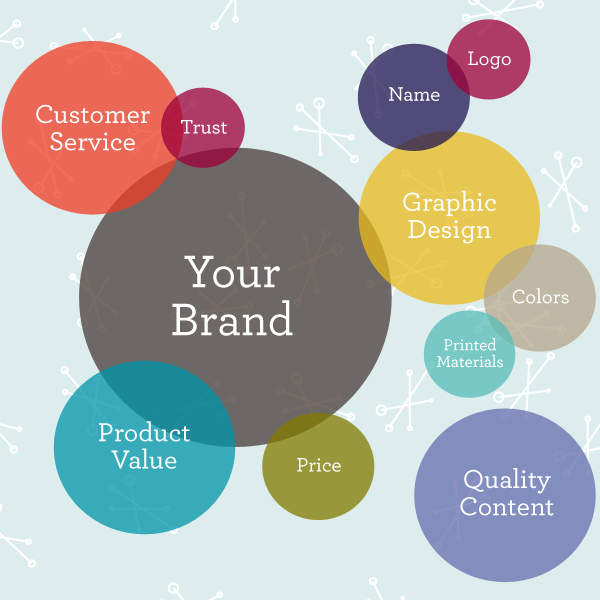 Customer
Service
Trust
Name
Logo
Graphic
Design
Your
Brand
Colors
Printed
Materials
Product
Value
Price
Quality
Content